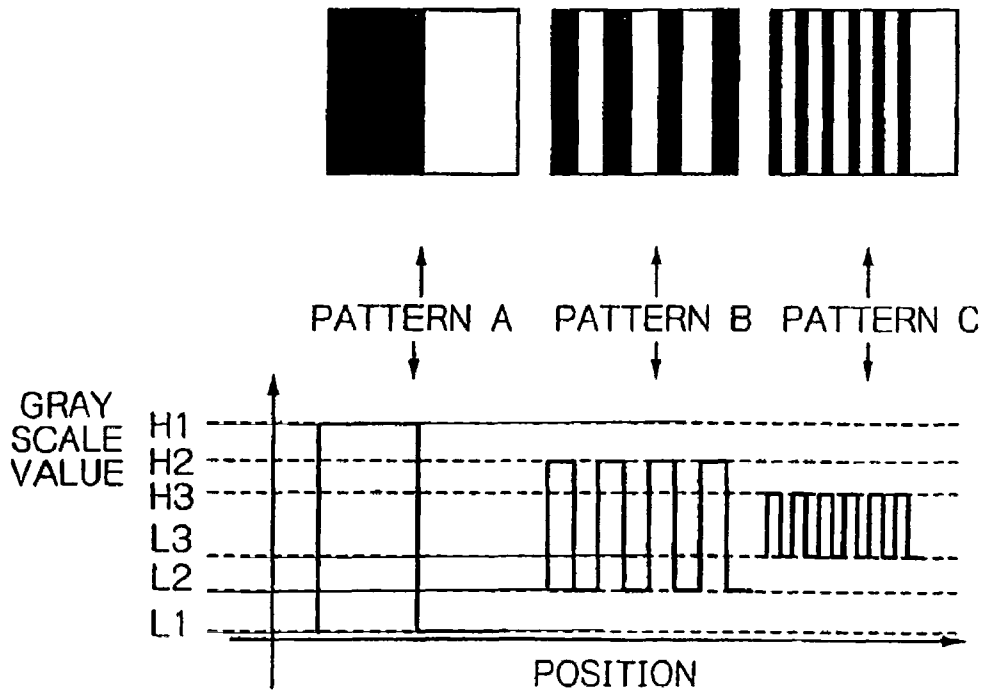 PATTERN A PATTERN B PATTERN C
GRAY
SCALE
VALUE
H1
H2
H3
L3
L2
L1
POSITION